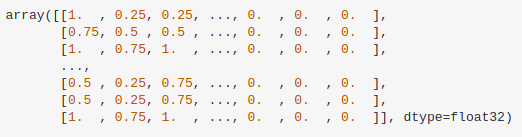 array([[1.  , 0.25, 0.25, ..., 0.  , 0.  , 0.  ],
       [0.75, 0.5 , 0.5 , ..., 0.  , 0.  , 0.  ],
       [1.  , 0.75, 1.  , ..., 0.  , 0.  , 0.  ],
       ...,
       [0.5 , 0.25, 0.75, ..., 0.  , 0.  , 0.  ],
       [0.5 , 0.25, 0.75, ..., 0.  , 0.  , 0.  ],
       [1.  , 0.75, 1.  , ..., 0.  , 0.  , 0.  ]], dtype=float32)